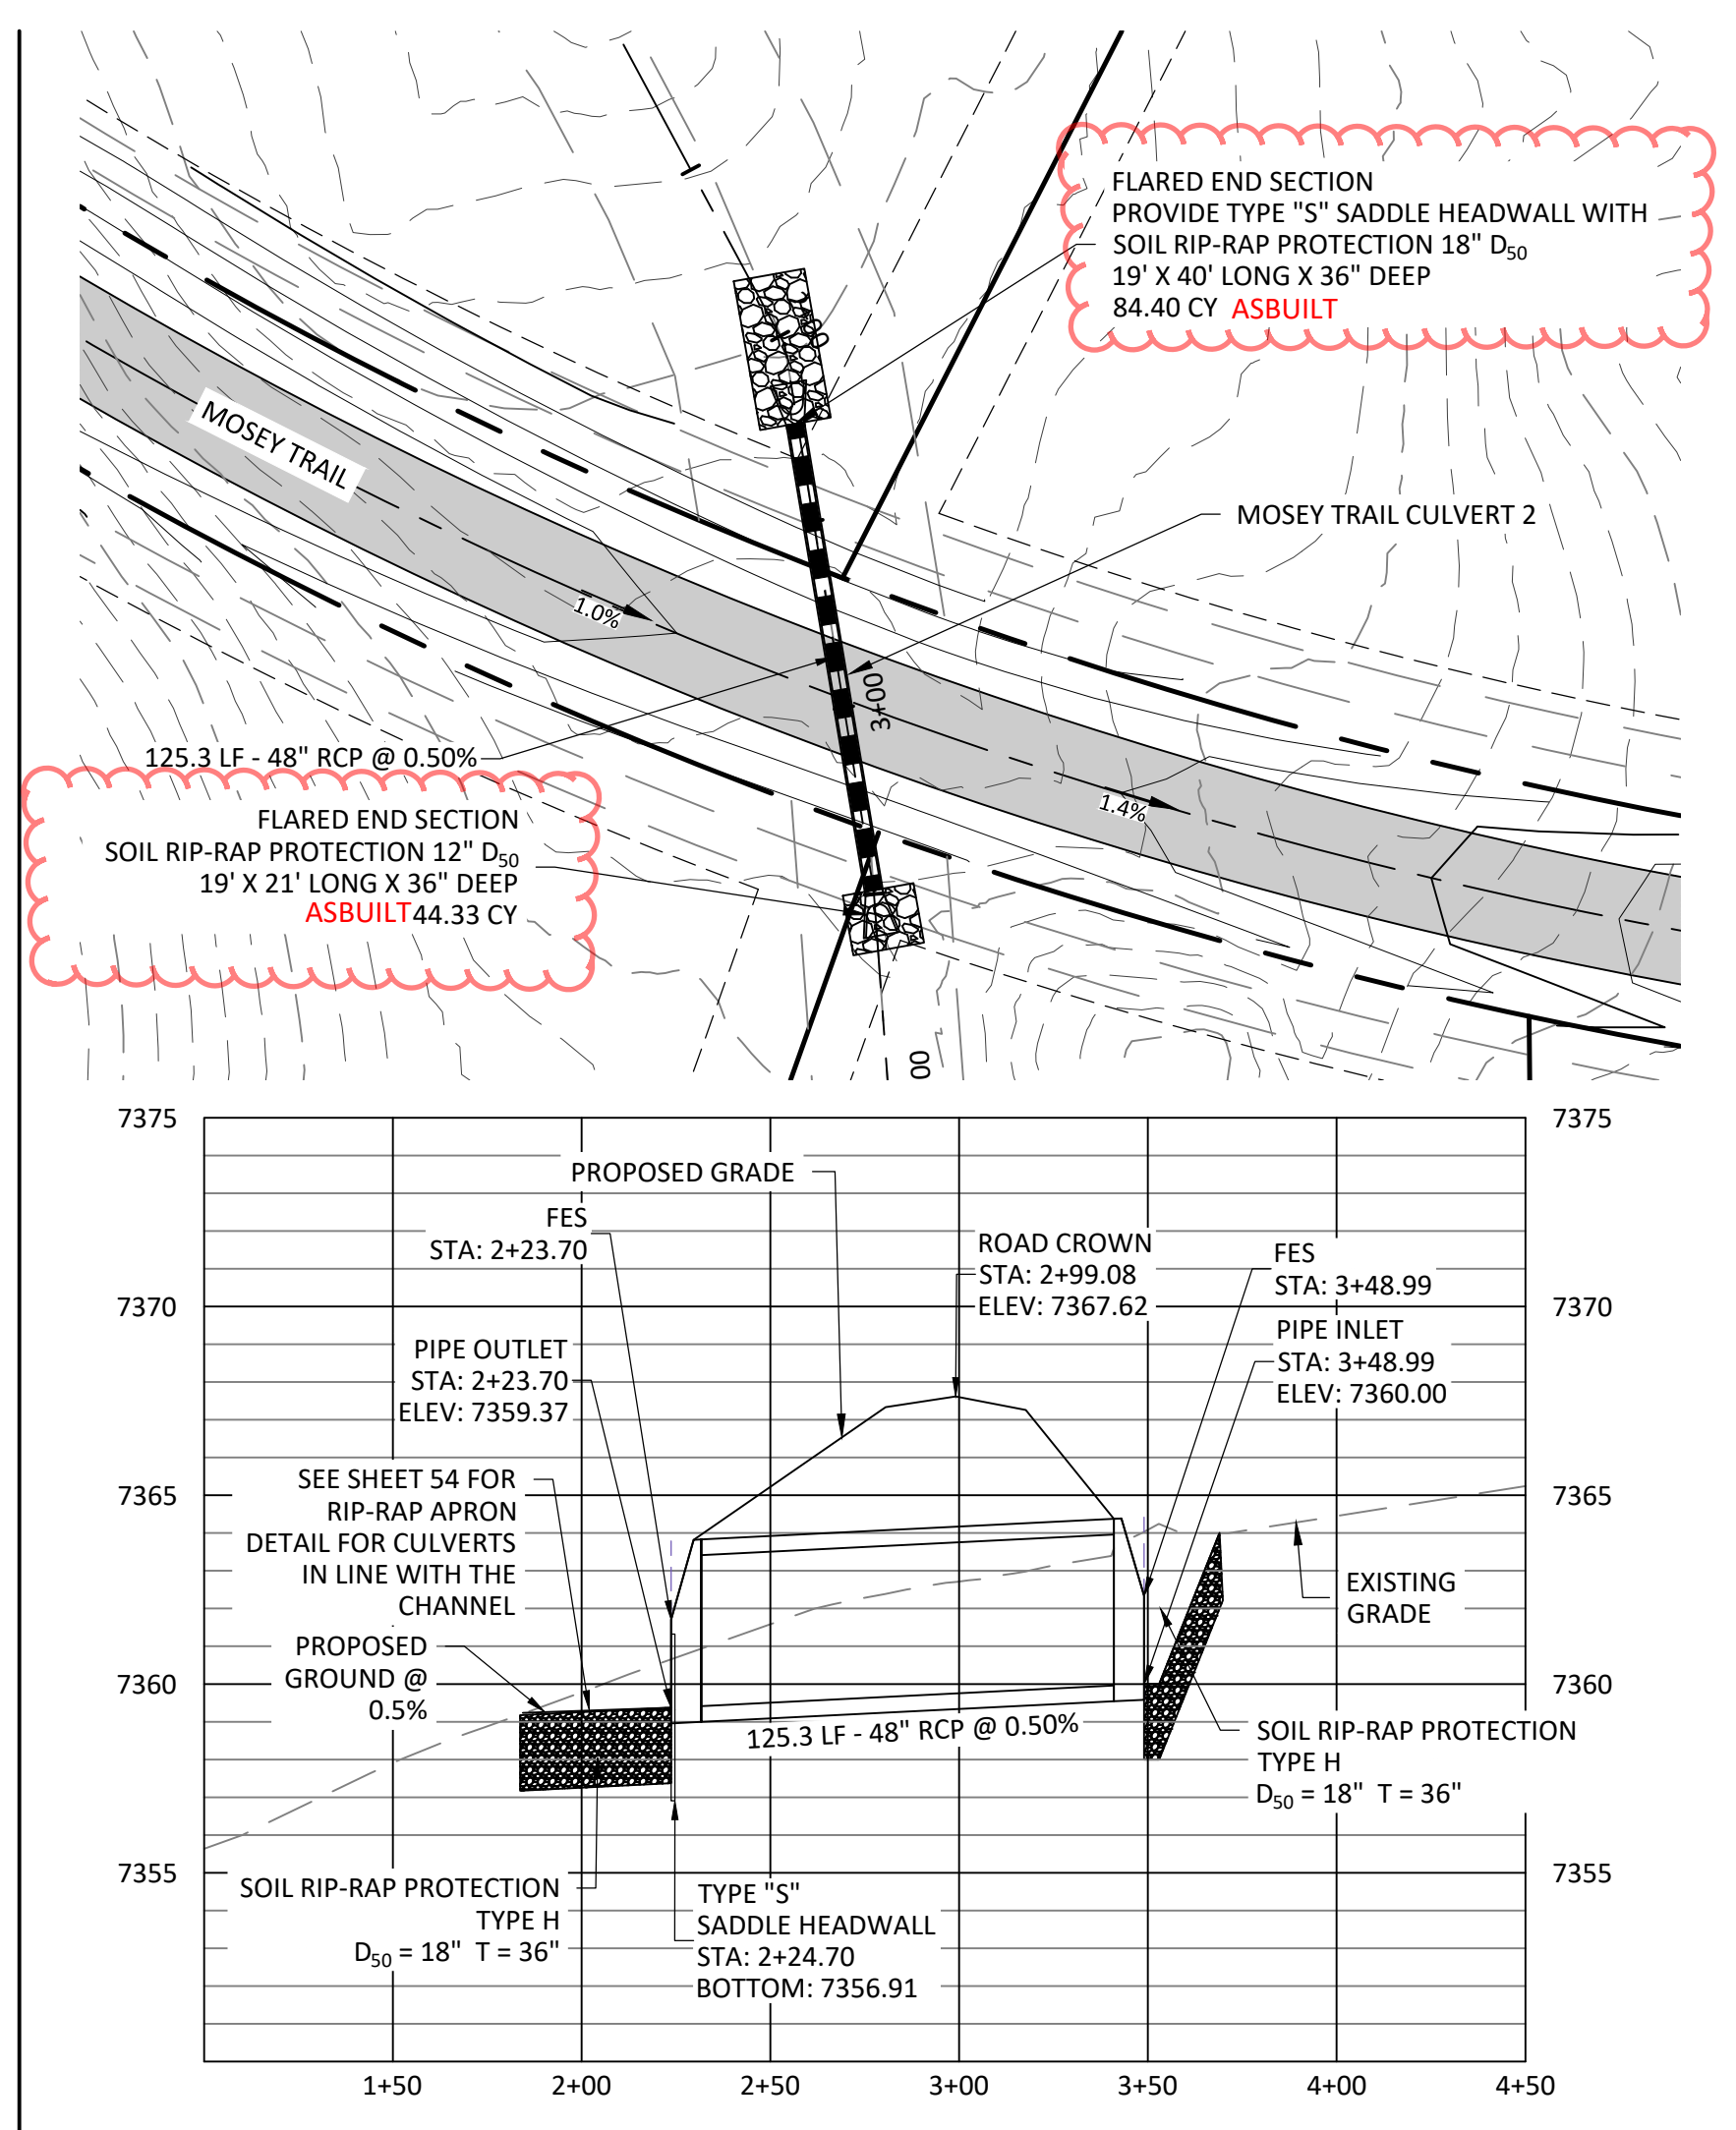 FLARED END SECTION
PROVIDE TYPE "S" SADDLE HEADWALL WITH
SOIL RIP-RAP PROTECTION 18" D50
19' X 40' LONG X 36" DEEP
84.40 CY ASBUILT
MOSEY TRAIL
MOSEY TRAIL CULVERT 2
1.0%
3+00
125.3 LF - 48" RCP @ 0.50%
1.4%
FLARED END SECTION
SOIL RIP-RAP PROTECTION 12" D50
19' X 21' LONG X 36" DEEP
ASBUILT 44.33 CY
00
7375
7375
PROPOSED GRADE
FES
STA: 2+23.70
ROAD CROWN
STA: 2+99.08
ELEV: 7367.62
FES
STA: 3+48.99
7370
7370
PIPE OUTLET
STA: 2+23.70
ELEV: 7359.37
PIPE INLET
STA: 3+48.99
ELEV: 7360.00
SEE SHEET 54 FOR
RIP-RAP APRON
DETAIL FOR CULVERTS
IN LINE WITH THE
CHANNEL
7365
7365
EXISTING
GRADE
PROPOSED
GROUND @
0.5%
7360
7360
125.3 LF - 48" RCP @ 0.50%
SOIL RIP-RAP PROTECTION
TYPE H
D50 = 18" T = 36"
7355
7355
SOIL RIP-RAP PROTECTION
TYPE H
D50 = 18" T = 36"
TYPE "S"
SADDLE HEADWALL
STA: 2+24.70
BOTTOM: 7356.91
1+50
2+00
2+50
3+00
3+50
4+00
4+50